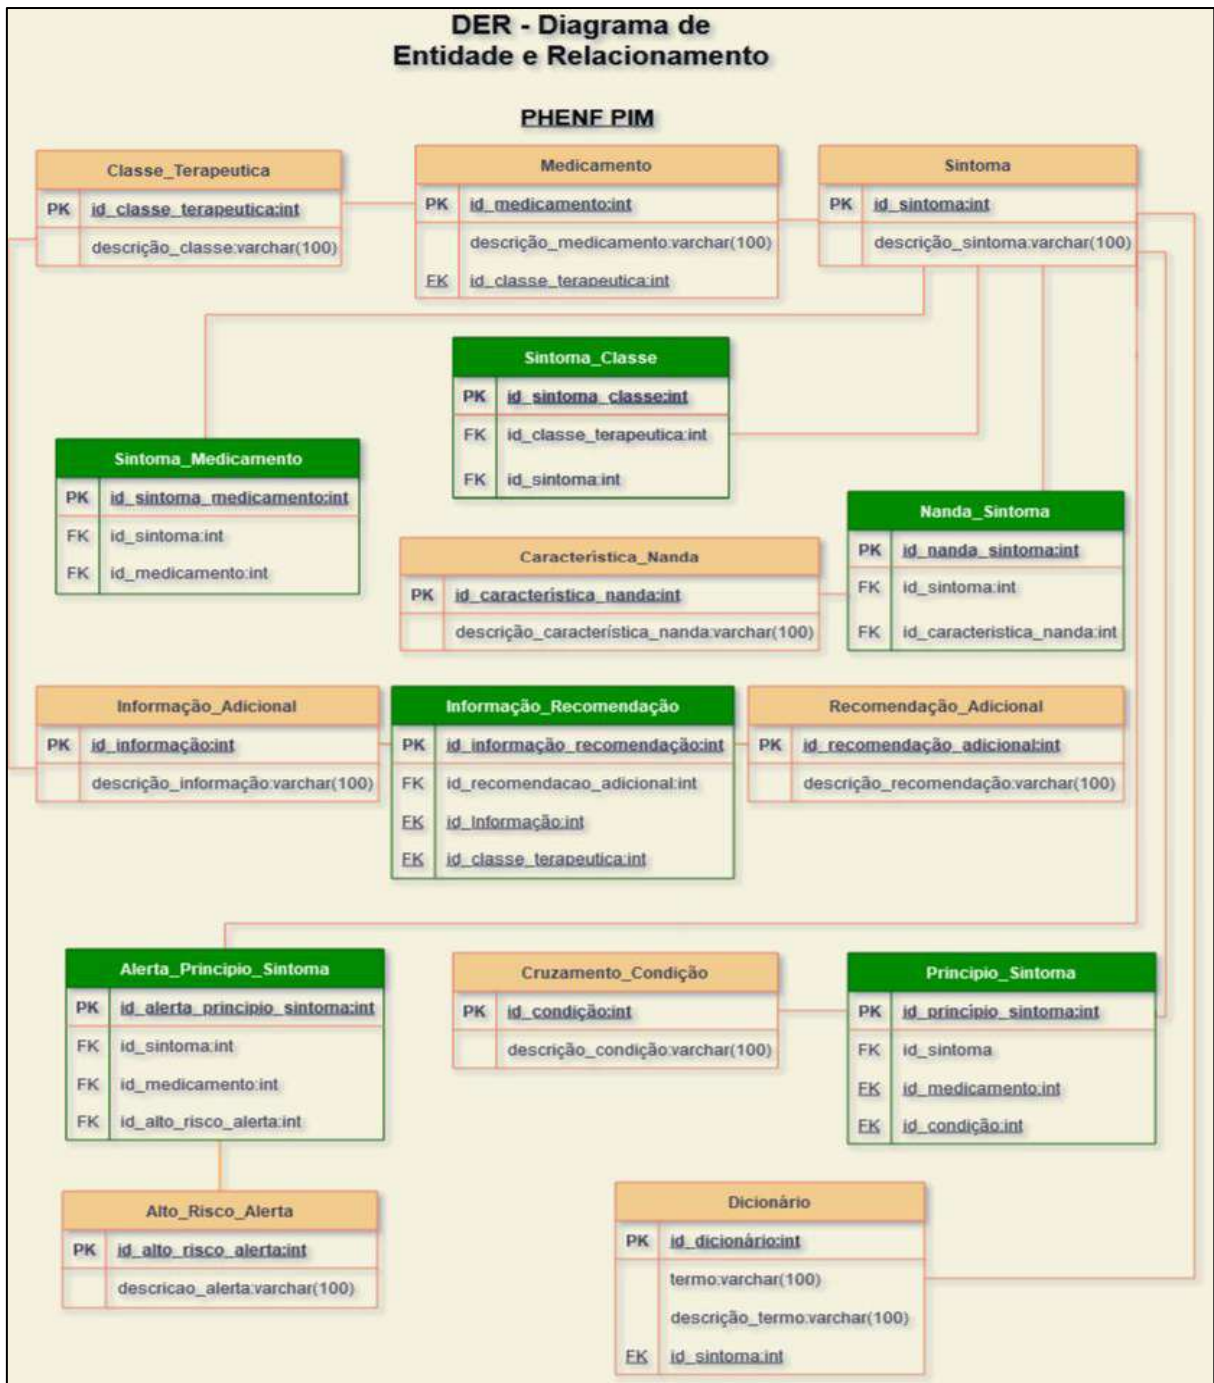 DER - Diagrama de
Entidade e Relacionamento
PHENF PIM
Classe_Terapeutica
PK id_classe_terapeutica:int
descrição_classe:varchar(100)
Medicamento
PK id_medicamento:int
descrição_medicamento:varchar(100)
FK id_classe_terapeutica:int
Sintoma
PK id_sintoma:int
descrição_sintoma:varchar(100)
Sintoma_Classe
PK id_sintoma_classe:int
FK id_classe_terapeutica:int
FK id_sintoma:int
Sintoma_Medicamento
PK id_sintoma_medicamento:int
FK id_sintoma:int
FK id_medicamento:int
Nanda_Sintoma
PK id_nanda_sintoma:int
FK id_sintoma:int
FK id_caracteristica_nanda:int
Característica_Nanda
PK id_característica_nanda:int
descrição_característica_nanda:varchar(100)
Informação_Adicional
PK id_informação:int
descrição_informação:varchar(100)
Informação_Recomendação
PK id_informação_recomendação:int
FK id_recomendacao_adicional:int
FK id_Informação:int
FK id_classe_terapeutica:int
Recomendação_Adicional
PK id_recomendação_adicional:int
descrição_recomendação:varchar(100)
Alerta_Principio_Sintoma
PK id_alerta_principio_sintoma:int
FK id_sintoma:int
FK id_medicamento:int
FK id_alto_risco_alerta:int
Cruzamento_Condição
PK id_condição:int
descrição_condição:varchar(100)
Principio_Sintoma
PK id_princípio_sintoma:int
FK id_sintoma
FK id_medicamento:int
FK id_condição:int
Alto_Risco_Alerta
PK id_alto_risco_alerta:int
descricao_alerta:varchar(100)
Dicionário
PK id_dicionário:int
termo:varchar(100)
descrição_termo:varchar(100)
FK id_sintoma:int